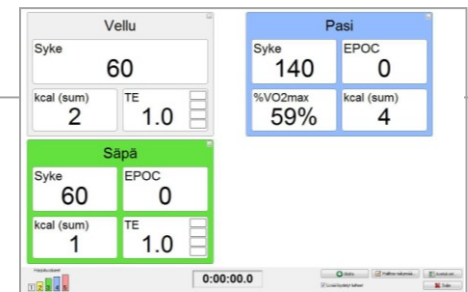 Vellu
Syke
60
kcal (sum)
2
TE
1.0
Pasi
Syke
140
EPOC
0
%VO2max
59%
kcal (sum)
4
Säpä
Syke
60
EPOC
0
kcal (sum)
1
TE
1.0
1 2 3 4 5
0:00:00.0